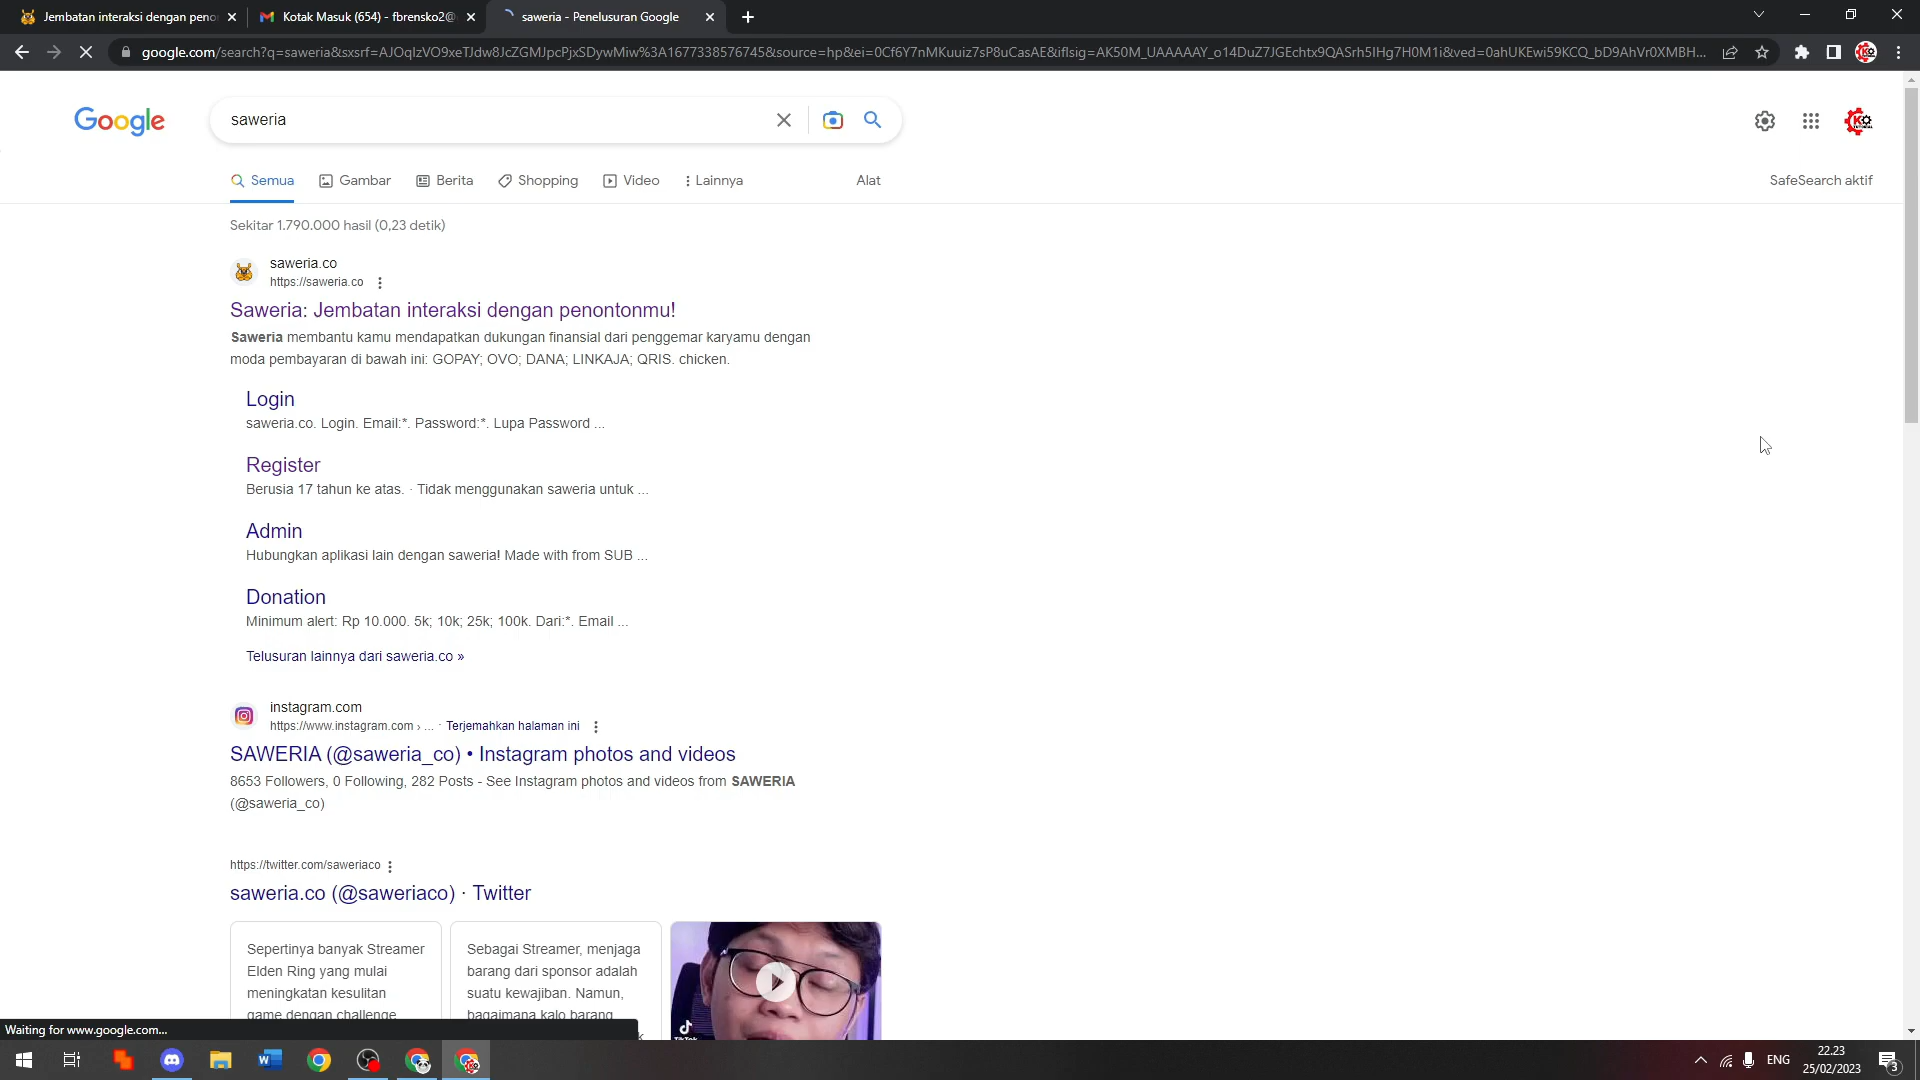 Jembatan interaksi dengan peno
Kotak Masuk (654) - fbrensko2@
saweria - Penelusuran Google
google.com/search?q=saweria&sxsrf=AJOqlzVO9xeTJdw8JcZGMJpcPjxSDywMiw%3A1677338576745&source=hp&ei=0Cf6Y7nMKuuiz7sP8uCasAE&iflsig=AK50M_UAAAAAY_o14DuZ7JGEchtx9QASrh5IHg7H0M1i&ved=0ahUKEwi59KCQ_bD9AhVr0XMBH...
Google
saweria
Semua
Gambar
Berita
Shopping
Video
Lainnya
Alat
SafeSearch aktif
Sekitar 1.790.000 hasil (0,23 detik)
saweria.co
https://saweria.co
Saweria: Jembatan interaksi dengan penontonmu!
Saweria membantu kamu mendapatkan dukungan finansial dari penggemar karyamu dengan
moda pembayaran di bawah ini: GOPAY; OVO; DANA; LINKAJA; QRIS. chicken.
Login
saweria.co. Login. Email:*. Password:*. Lupa Password ...
Register
Berusia 17 tahun ke atas. · Tidak menggunakan saweria untuk ...
Admin
Hubungkan aplikasi lain dengan saweria! Made with from SUB ...
Donation
Minimum alert: Rp 10.000. 5k; 10k; 25k; 100k. Dari:*. Email ...
Telusuran lainnya dari saweria.co »
instagram.com
https://www.instagram.com › ... · Terjemahkan halaman ini
SAWERIA (@saweria_co) • Instagram photos and videos
8653 Followers, 0 Following, 282 Posts - See Instagram photos and videos from SAWERIA
(@saweria_co)
https://twitter.com/saweriaco
saweria.co (@saweriaco) · Twitter
Sepertinya banyak Streamer
Elden Ring yang mulai
meningkatan kesulitan
game dengan challenge
Sebagai Streamer, menjaga
barang dari sponsor adalah
suatu kewajiban. Namun,
bagaimana kalo barang
TikTok
Waiting for www.google.com...
ENG
22.23
25/02/2023
3